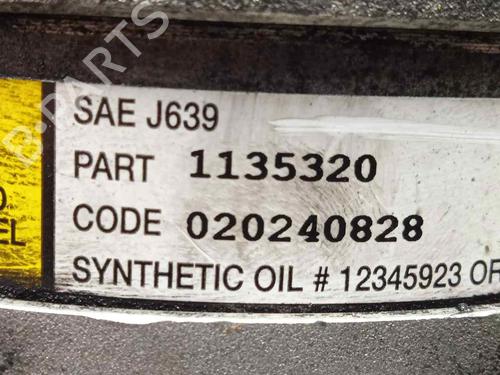 B-PARTS
SAE J639
PART 1135320
CODE 020240828
SYNTHETIC OIL # 12345923 OR